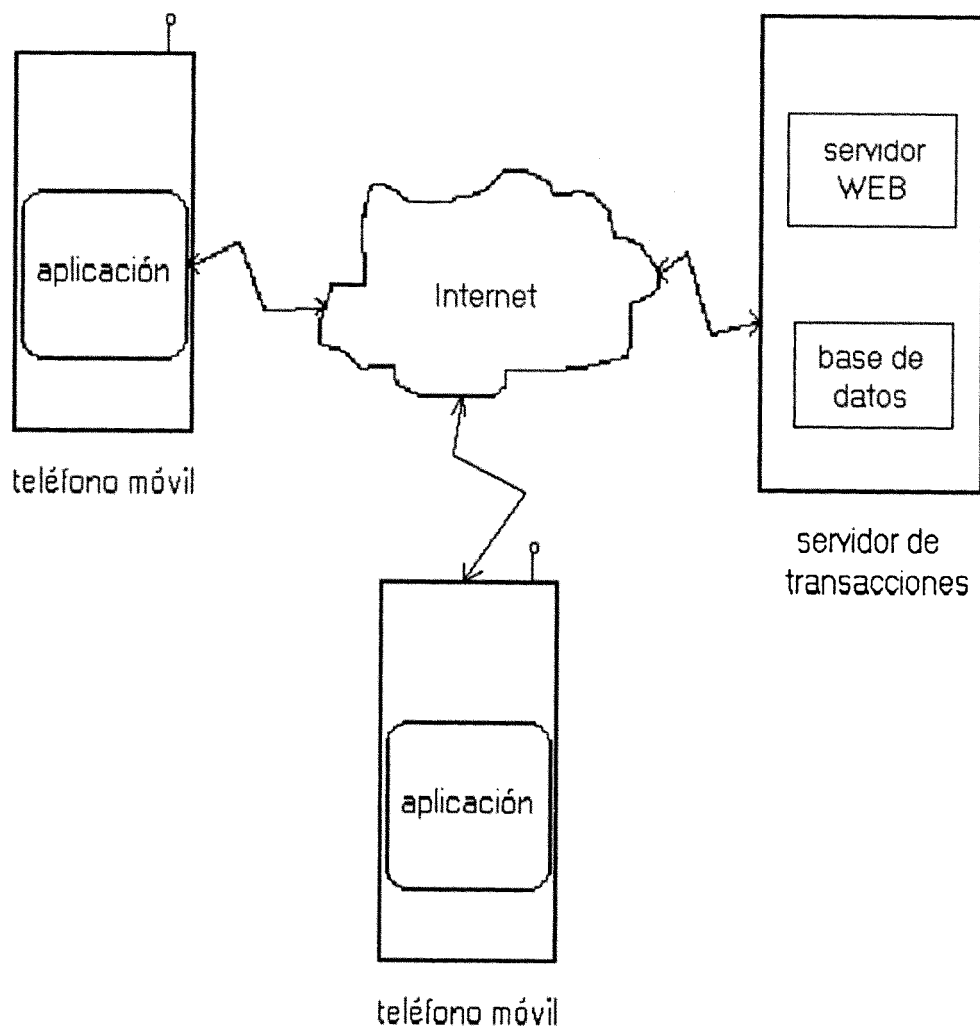 aplicación
teléfono móvil
Internet
servidor
WEB
base de
datos
servidor de
transacciones
aplicación
teléfono móvil